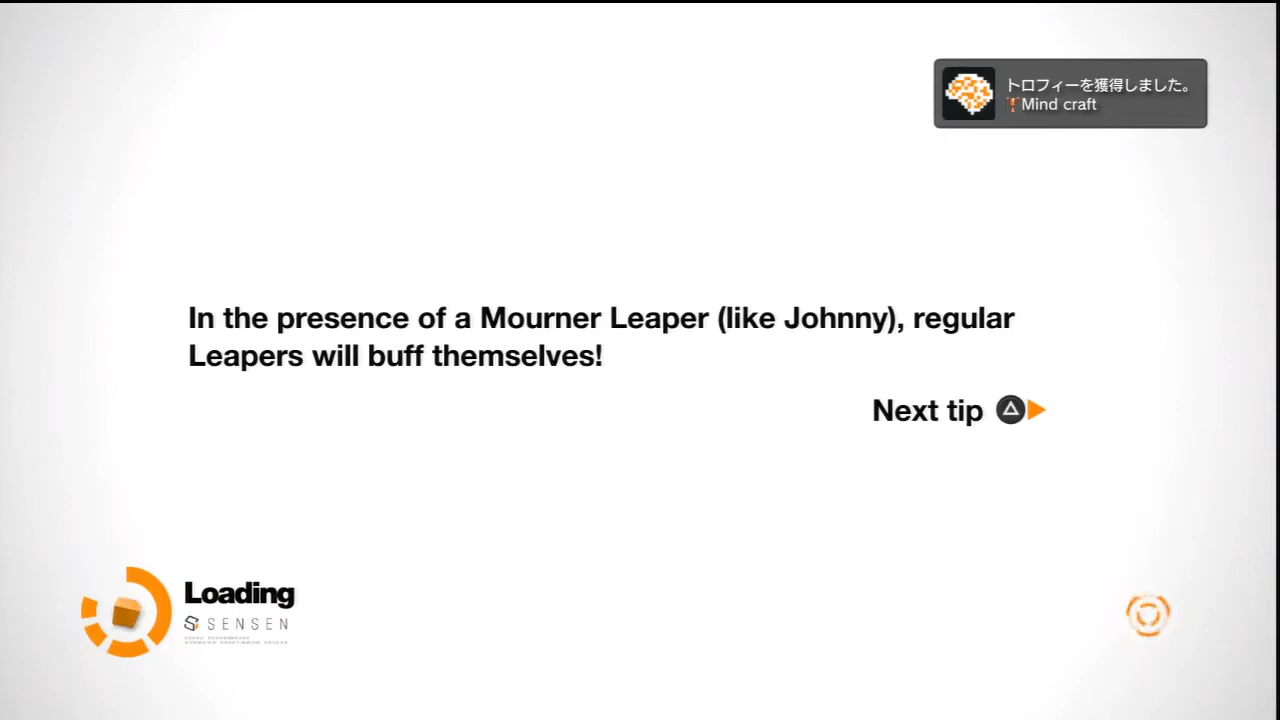 トロフィーを獲得しました。
Mind craft
In the presence of a Mourner Leaper (like Johnny), regular
Leapers will buff themselves!
Next tip
Loading
SENSEN